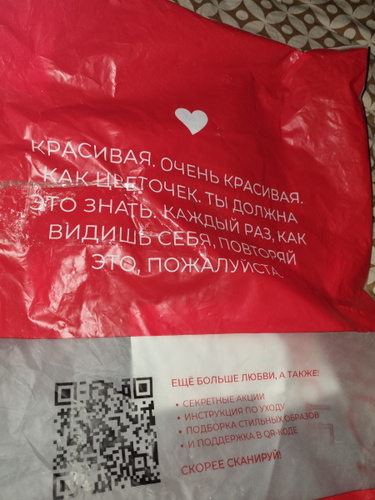 КРАСИВАЯ. ОЧЕНЬ КРАСИВАЯ.
КАК ЦВЕТОЧЕК. ТЫ ДОЛЖНА
ЭТО ЗНАТЬ. КАЖДЫЙ РАЗ, КАК
ВИДИШЬ СЕБЯ, ПОВТОРЯЙ
ЭТО, ПОЖАЛУЙСТА
ЕЩЁ БОЛЬШЕ ЛЮБВИ, А ТАКЖЕ:
• СЕКРЕТНЫЕ АКЦИИ
• ИНСТРУКЦИЯ ПО УХОДУ
• ПОДБОРКА СТИЛЬНЫХ ОБРАЗОВ
• И ПОДДЕРЖКА В QR-КОДЕ
СКОРЕЕ СКАНИРУЙ!